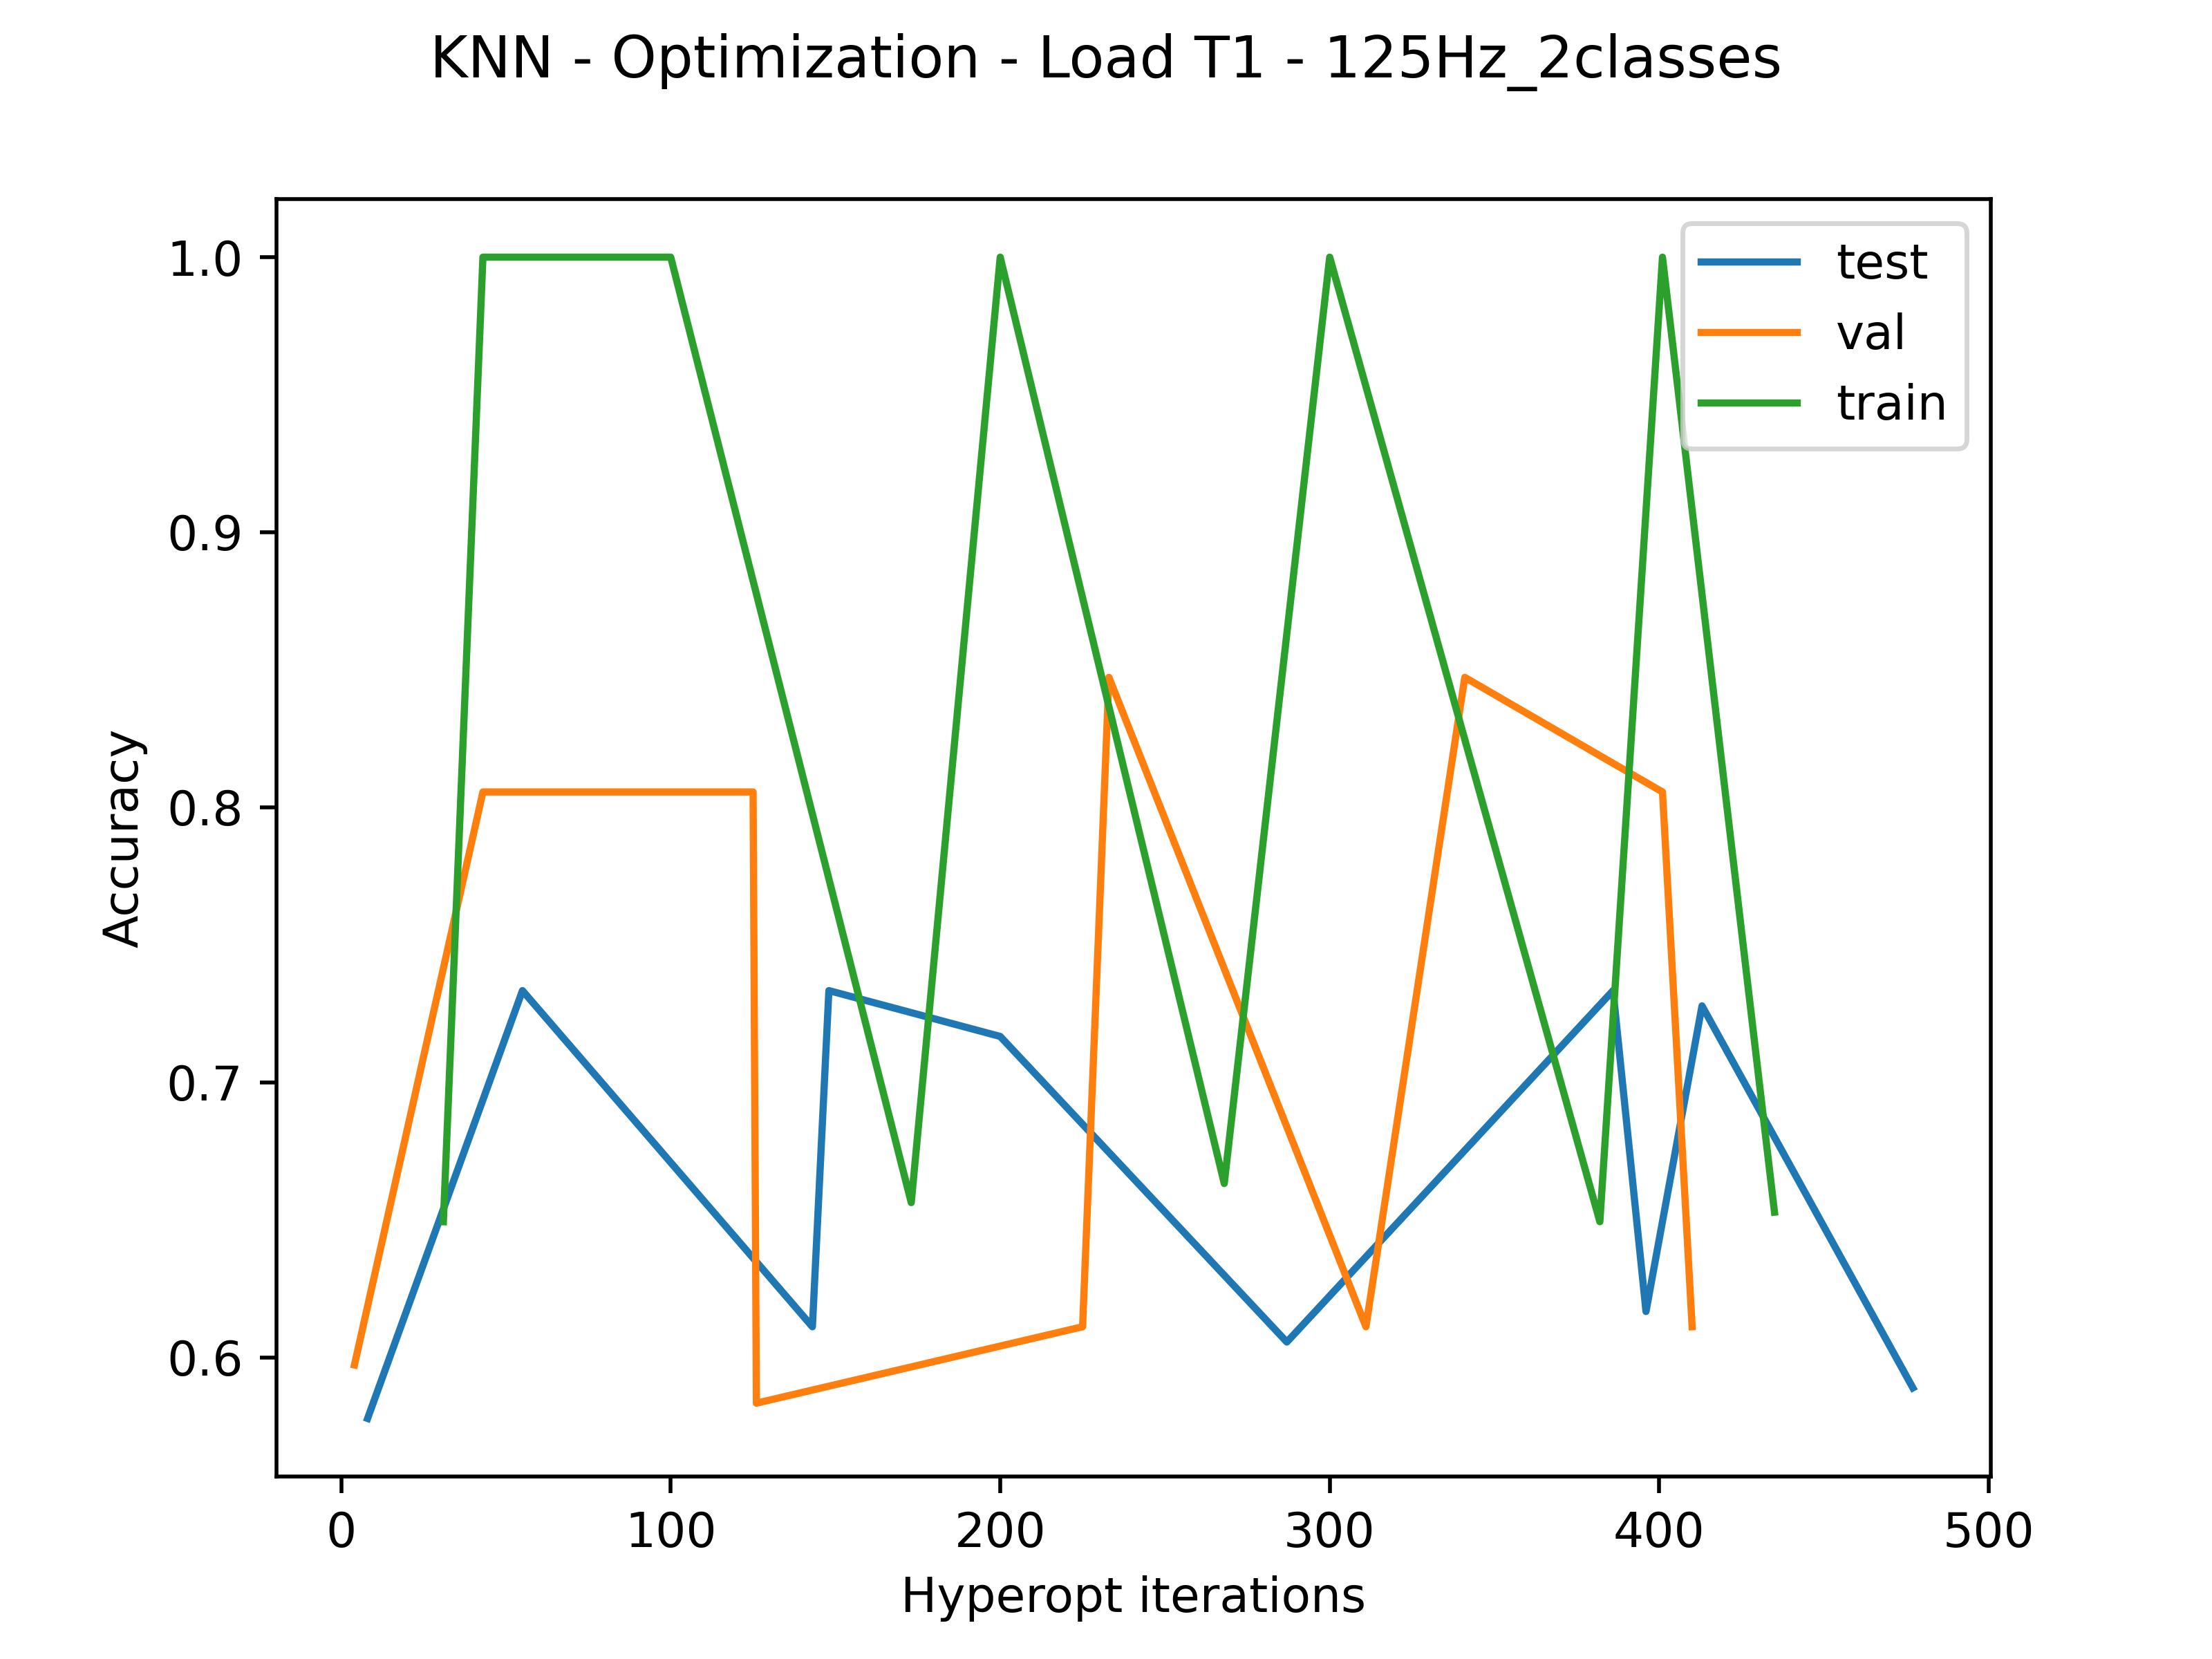 KNN - Optimization - Load T1 - 125Hz_2classes
test
val
train
1.0
0.9
0.8
0.7
0.6
Accuracy
0 100 200 300 400 500
Hyperopt iterations